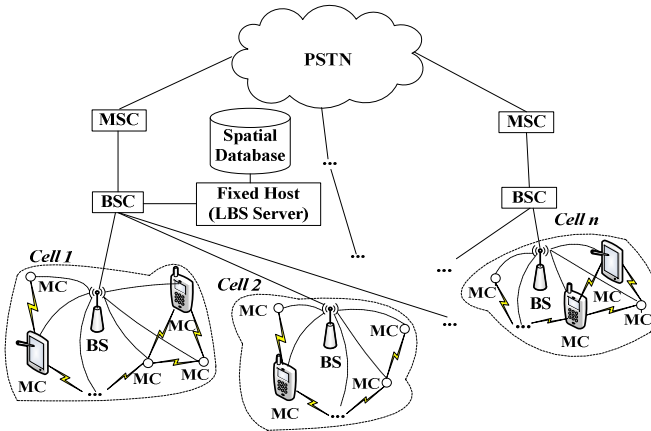 PSTN
MSC
MSC
Spatial
Database
...
BSC
Fixed Host
(LBS Server)
BSC
Cell 1
Cell 2
Cell n
...
...
MC
BS
MC
MC
MC
MC
...
MC
BS
MC
MC
MC
...
...
MC
BS
MC
MC
MC
...